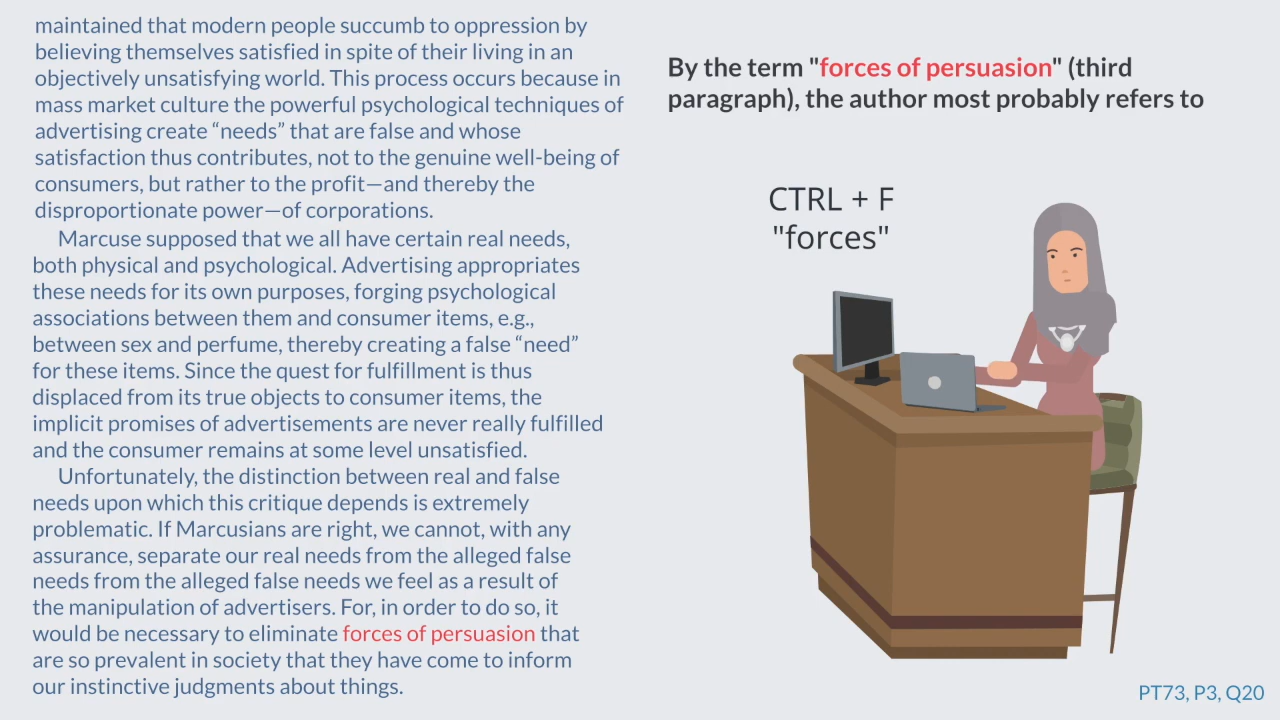 maintained that modern people succumb to oppression by
believing themselves satisfied in spite of their living in an
objectively unsatisfying world. This process occurs because in
mass market culture the powerful psychological techniques of
advertising create “needs” that are false and whose
satisfaction thus contributes, not to the genuine well-being of
consumers, but rather to the profit—and thereby the
disproportionate power—of corporations.
Marcuse supposed that we all have certain real needs,
both physical and psychological. Advertising appropriates
these needs for its own purposes, forging psychological
associations between them and consumer items, e.g.,
between sex and perfume, thereby creating a false “need”
for these items. Since the quest for fulfillment is thus
displaced from its true objects to consumer items, the
implicit promises of advertisements are never really fulfilled
and the consumer remains at some level unsatisfied.
Unfortunately, the distinction between real and false
needs upon which this critique depends is extremely
problematic. If Marcusians are right, we cannot, with any
assurance, separate our real needs from the alleged false
needs from the alleged false needs we feel as a result of
the manipulation of advertisers. For, in order to do so, it
would be necessary to eliminate forces of persuasion that
are so prevalent in society that they have come to inform
our instinctive judgments about things.
By the term "forces of persuasion" (third
paragraph), the author most probably refers to
CTRL + F
"forces"
PT73, P3, Q20